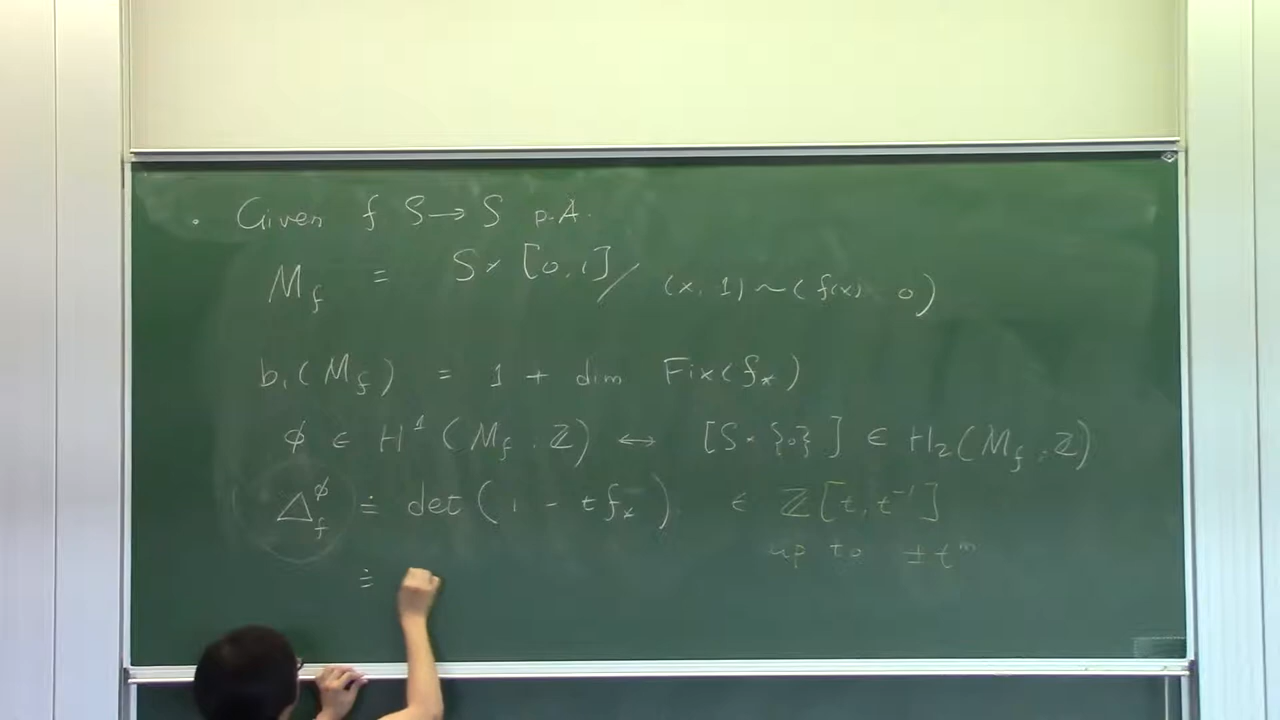 · Given f S → S p.A.
M_f = S × [0,1] / (x, 1) ~ (f(x) 0)
b_1(M_f) = 1 + dim Fix(f_*)
φ ∈ H^1(M_f, ℤ) ↔ [S × {0}] ∈ H_2(M_f, ℤ)
Δ_f^φ ≐ det(1 - t f_*) ∈ ℤ[t, t^{-1}]
up to ± t^m
≐